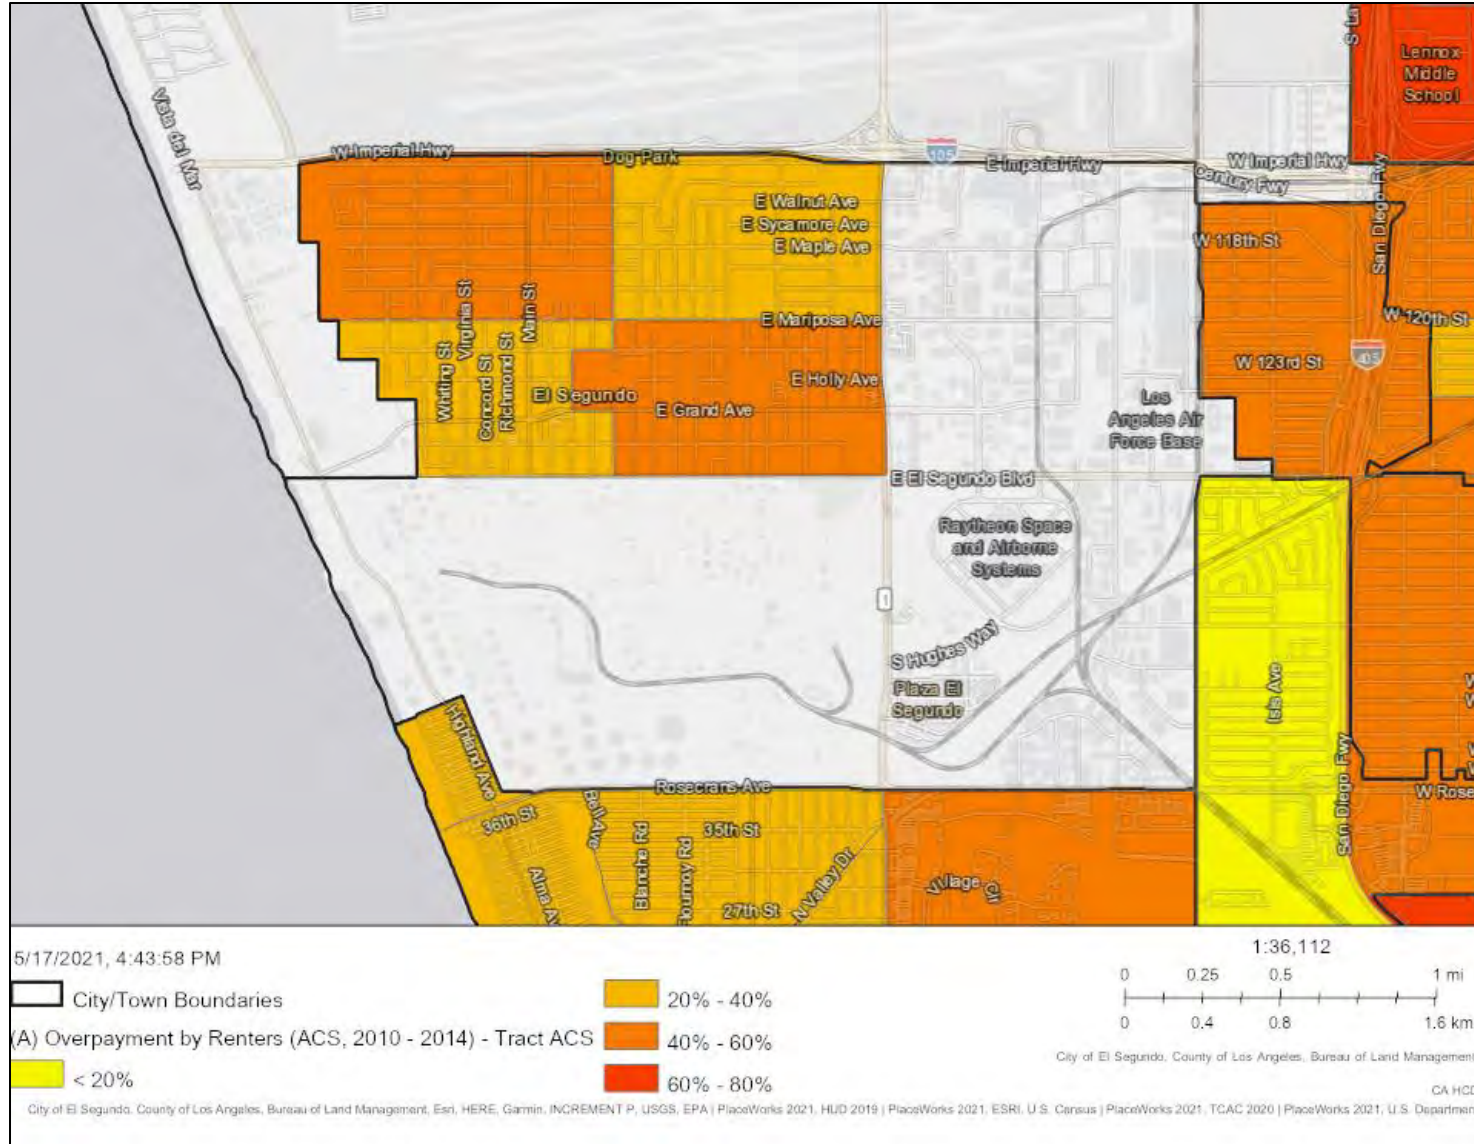 S La
Lennox
Middle
School
Vista del Mar
W Imperial Hwy
Dog Park
105
E Imperial Hwy
W Imperial Hwy
Century Fwy
San Diego Fwy
E Walnut Ave
E Sycamore Ave
E Maple Ave
W 118th St
Virginia St
Main St
E Mariposa Ave
W 120th St
Whiting St
Concord St
Richmond St
El Segundo
E Holly Ave
E Grand Ave
W 123rd St
405
Los
Angeles Air
Force Base
E El Segundo Blvd
Raytheon Space
and Airborne
Systems
1
S Hughes Way
Plaza El
Segundo
Isis Ave
San Diego Fwy
Highland Ave
Rosecrans Ave
W Rose
36th St
Bell Ave
Blanche Rd
35th St
Flournoy Rd
N Valley Dr
Village Cir
Alma Av
27th St
5/17/2021, 4:43:58 PM
City/Town Boundaries
(A) Overpayment by Renters (ACS, 2010 - 2014) - Tract ACS
< 20%
20% - 40%
40% - 60%
60% - 80%
1:36,112
0 0.25 0.5 1 mi
0 0.4 0.8 1.6 km
City of El Segundo, County of Los Angeles, Bureau of Land Management
CA HCD
City of El Segundo, County of Los Angeles, Bureau of Land Management, Esri, HERE, Garmin, INCREMENT P, USGS, EPA | PlaceWorks 2021, HUD 2019 | PlaceWorks 2021, ESRI, U.S. Census | PlaceWorks 2021, TCAC 2020 | PlaceWorks 2021, U.S. Department